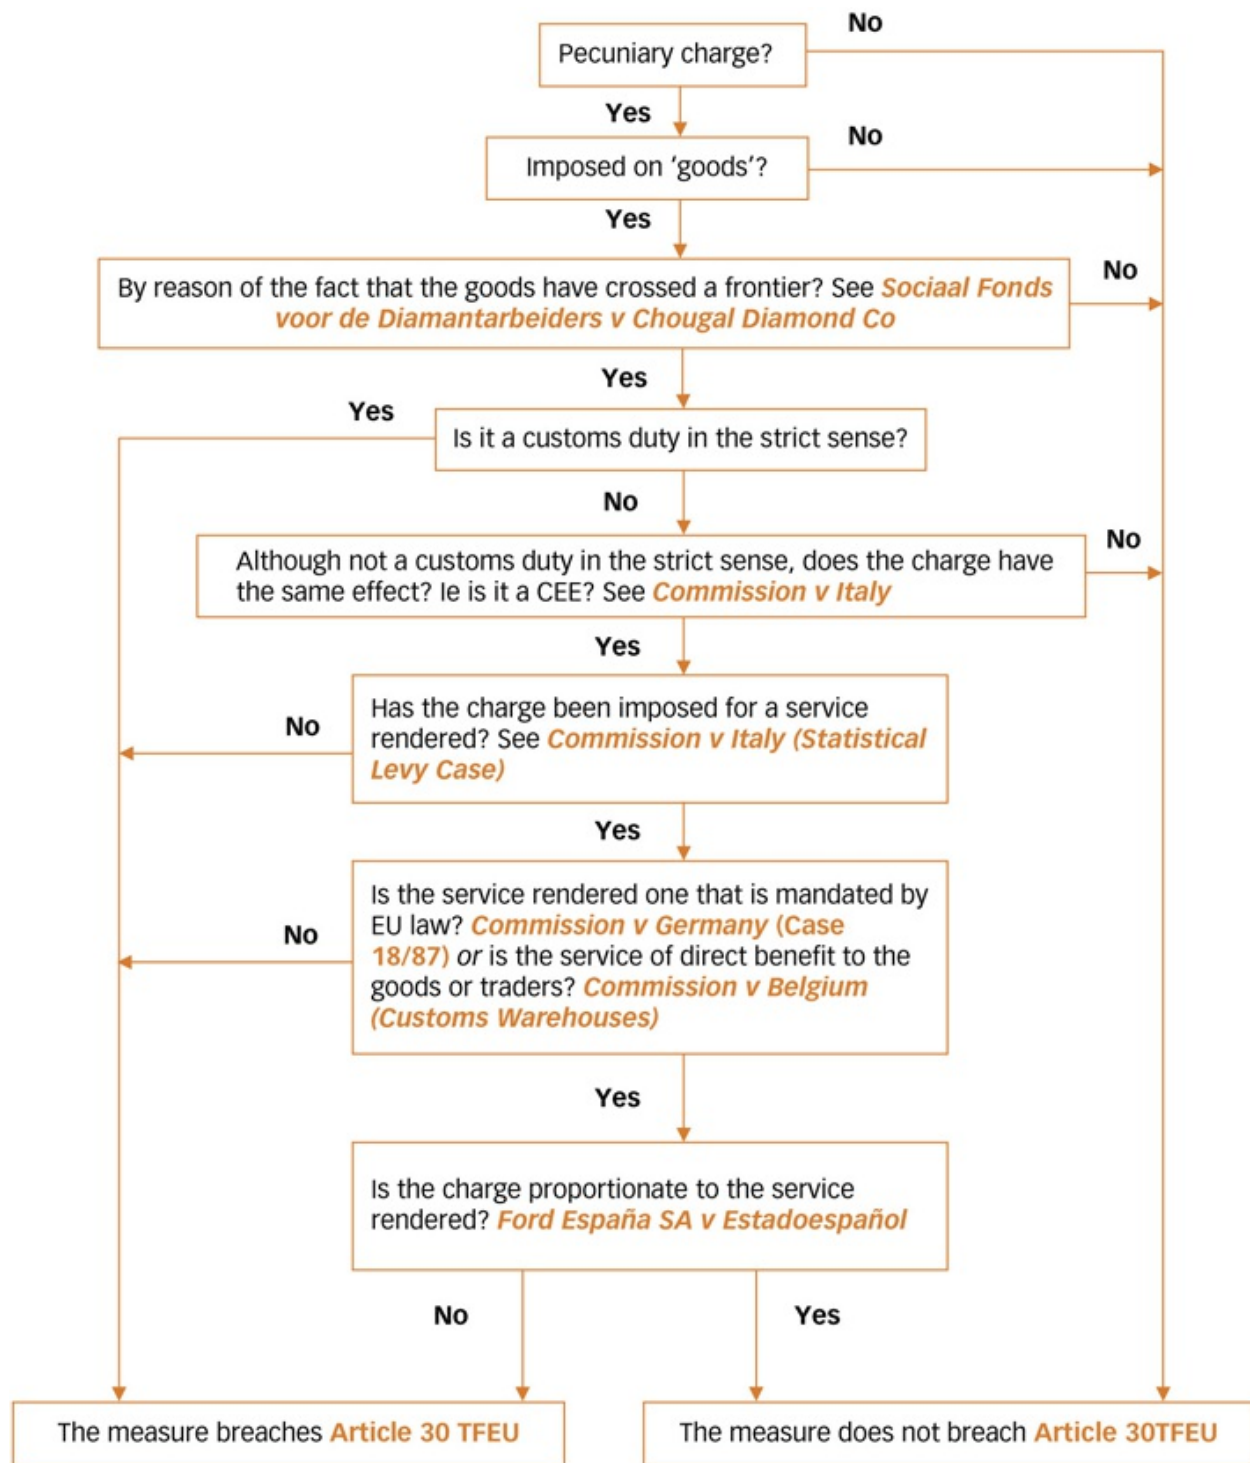 No
Pecuniary charge?
Yes
No
Imposed on ‘goods’?
Yes
No
By reason of the fact that the goods have crossed a frontier? See Sociaal Fonds
voor de Diamantarbeiders v Chougal Diamond Co
Yes
Yes
Is it a customs duty in the strict sense?
No
No
Although not a customs duty in the strict sense, does the charge have
the same effect? Ie is it a CEE? See Commission v Italy
Yes
Has the charge been imposed for a service
No
rendered? See Commission v Italy (Statistical
Levy Case)
Yes
Is the service rendered one that is mandated by
EU law? Commission v Germany (Case
No
18/87) or is the service of direct benefit to the
goods or traders? Commission v Belgium
(Customs Warehouses)
Yes
Is the charge proportionate to the service
rendered? Ford España SA v Estadoespañol
No
Yes
The measure breaches Article 30 TFEU
The measure does not breach Article 30TFEU